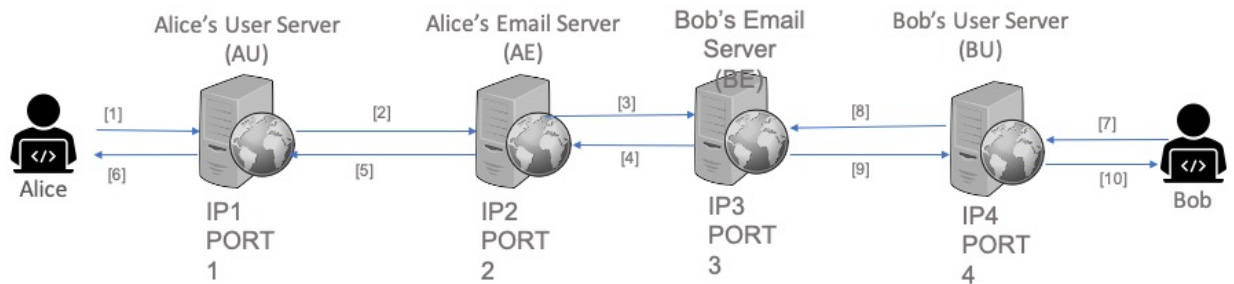 Alice's User Server
(AU)
Alice's Email Server
(AE)
Bob's Email
Server
(BE)
Bob's User Server
(BU)
[1]
[2]
[3]
[8]
[7]
</>
[6]
[5]
[4]
[9]
[10]
</>
Alice
Bob
IP1
PORT
1
IP2
PORT
2
IP3
PORT
3
IP4
PORT
4